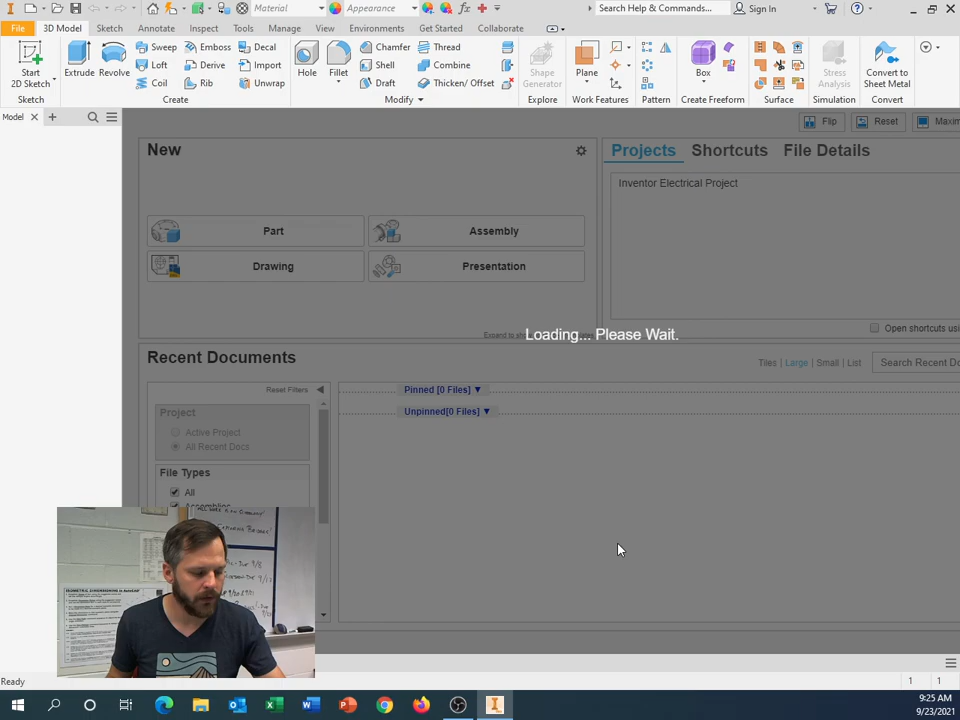 Material
Appearance
Search Help & Commands...
Sign In
File
3D Model
Sketch
Annotate
Inspect
Tools
Manage
View
Environments
Get Started
Collaborate
Start
2D Sketch
Extrude
Revolve
Sweep
Loft
Coil
Emboss
Derive
Rib
Decal
Import
Unwrap
Hole
Fillet
Chamfer
Shell
Draft
Thread
Combine
Thicken/ Offset
Shape
Generator
Plane
Box
Stress
Analysis
Convert to
Sheet Metal
Sketch
Create
Modify
Explore
Work Features
Pattern
Create Freeform
Surface
Simulation
Convert
Model
Flip
Reset
Maxim
New
Part
Assembly
Drawing
Presentation
Projects
Shortcuts
File Details
Inventor Electrical Project
Loading... Please Wait.
Open shortcuts usi
Recent Documents
Tiles
Large
Small
List
Search Recent Do
Reset Filters
Pinned [0 Files]
Unpinned[0 Files]
Project
Active Project
All Recent Docs
File Types
All
Ready
1
1
9:25 AM
9/23/2021